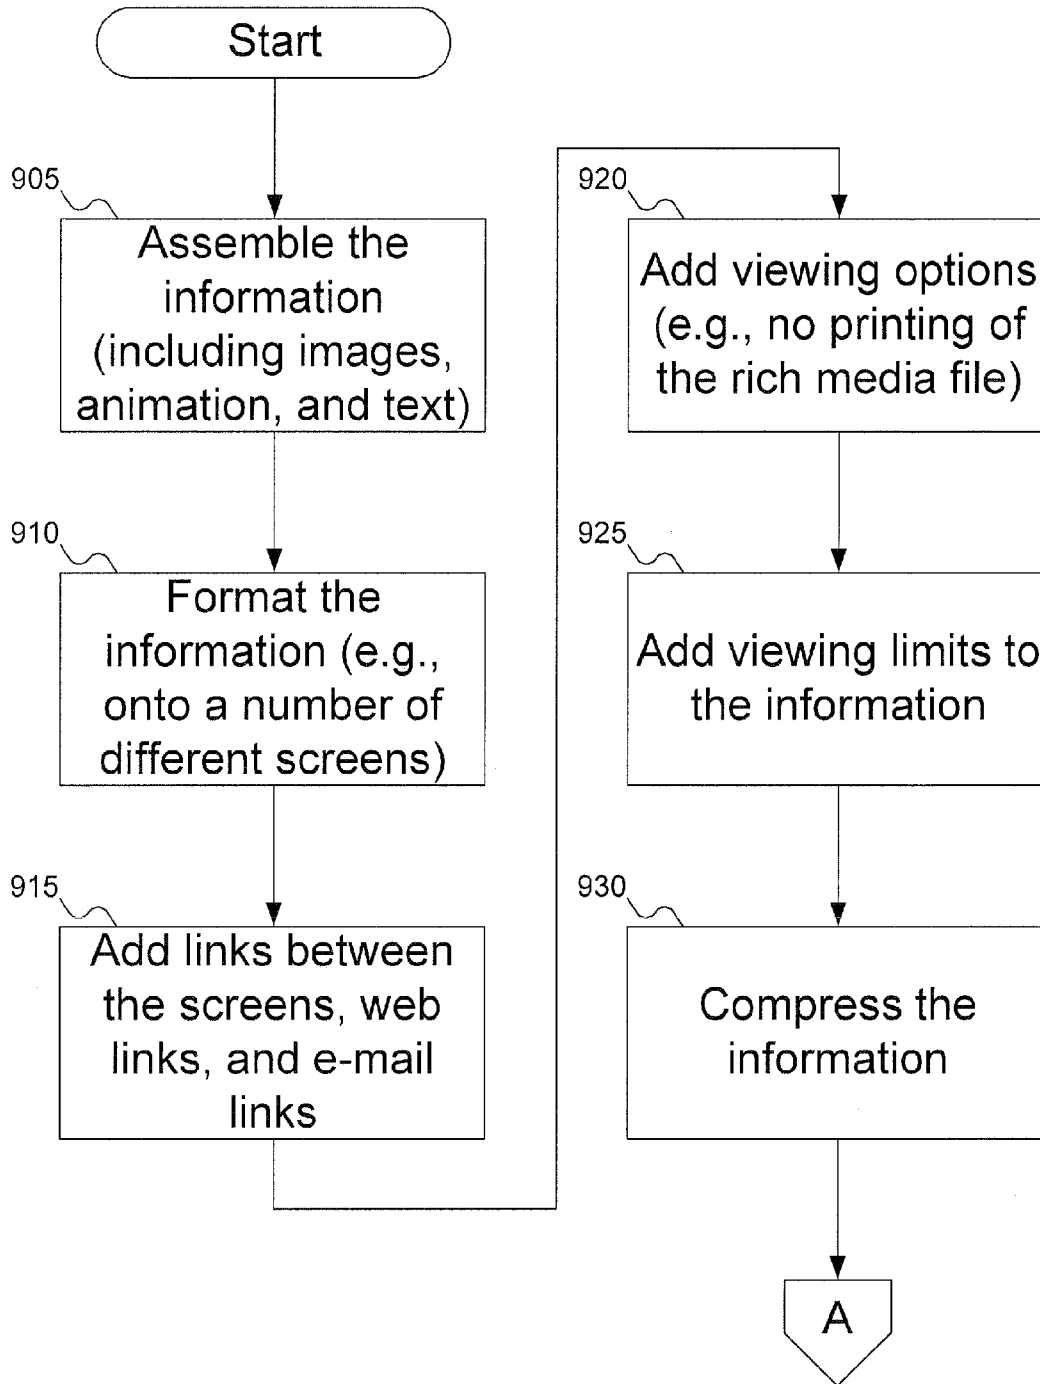 Start
905
Assemble the
information
(including images,
animation, and text)
910
Format the
information (e.g.,
onto a number of
different screens)
915
Add links between
the screens, web
links, and e-mail
links
920
Add viewing options
(e.g., no printing of
the rich media file)
925
Add viewing limits to
the information
930
Compress the
information
A